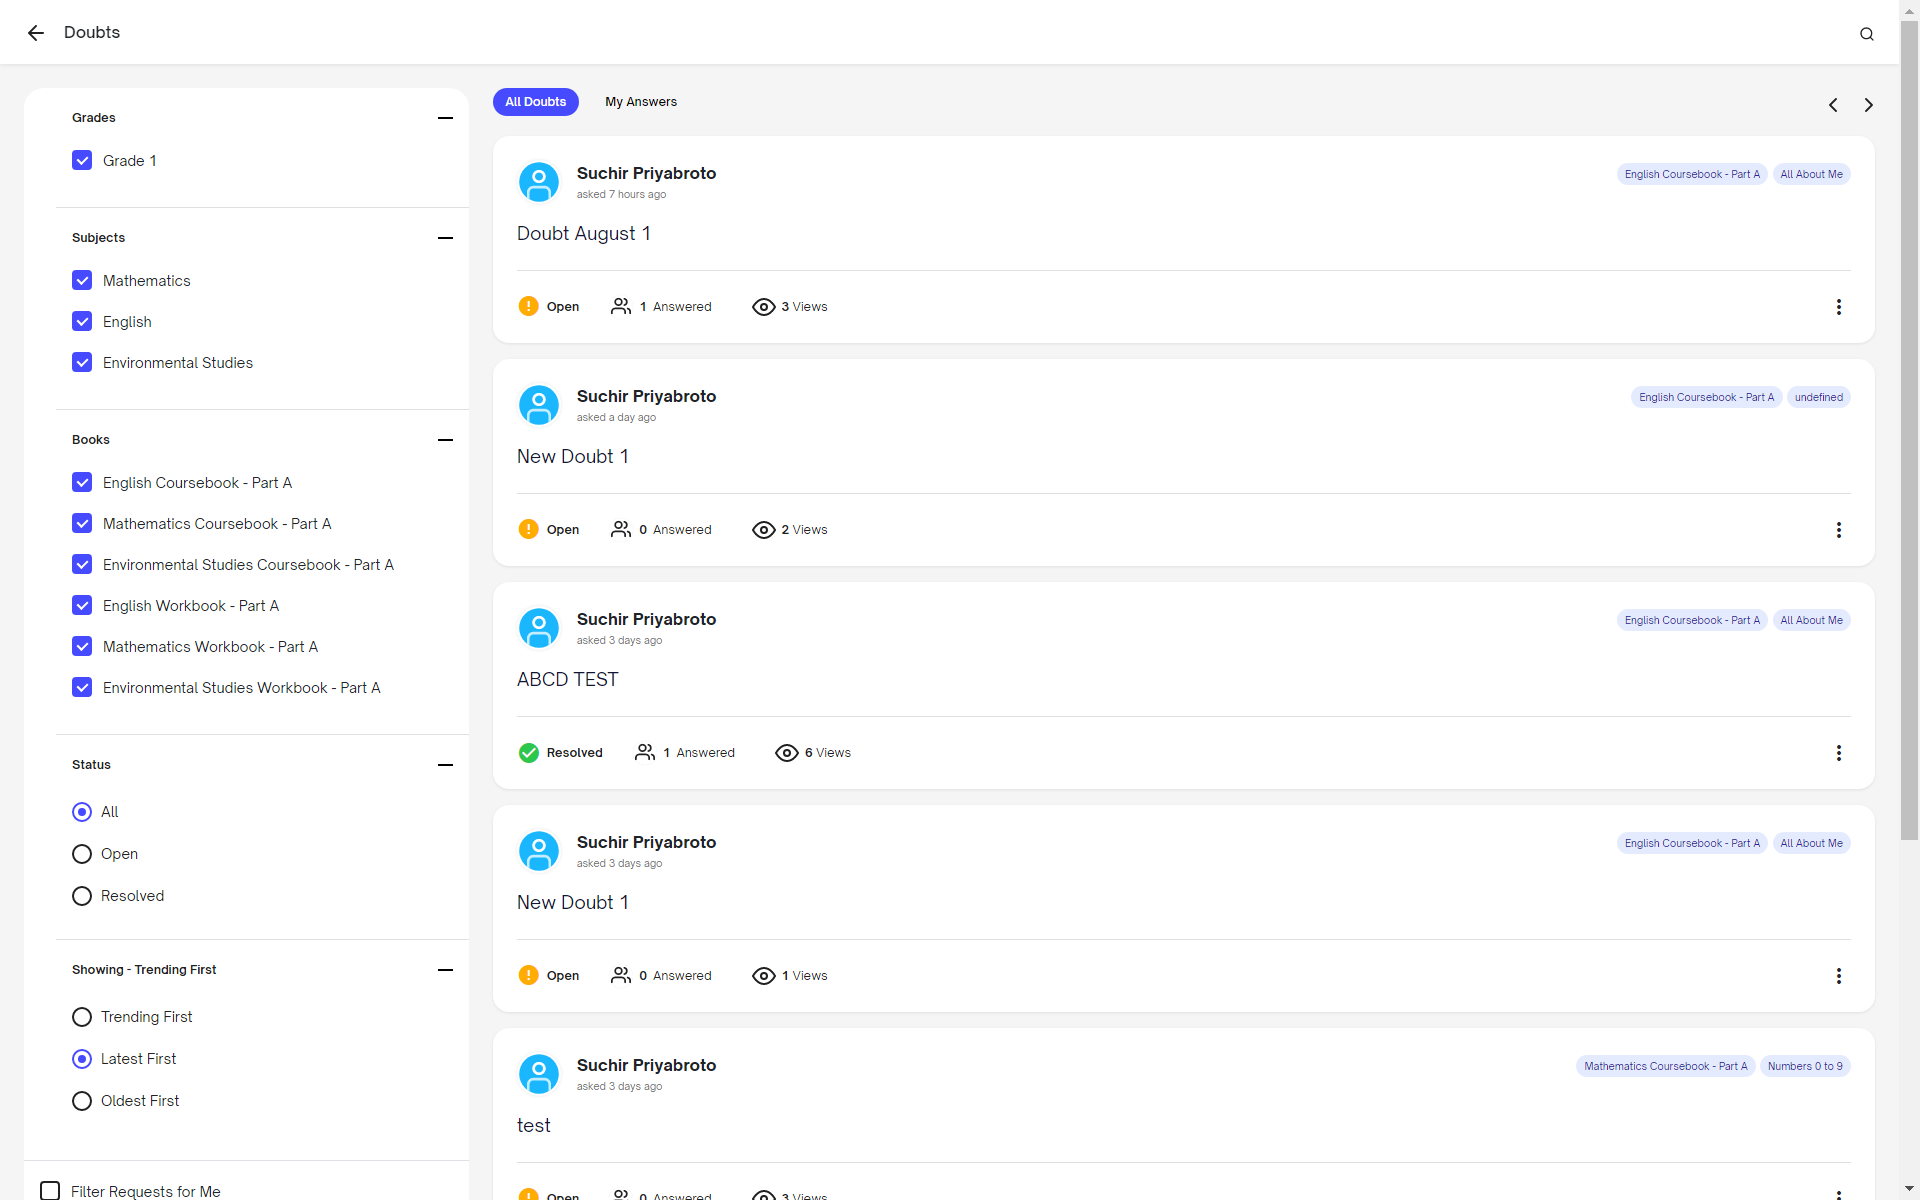 Doubts
Grades
Grade 1
Subjects
Mathematics
English
Environmental Studies
Books
English Coursebook - Part A
Mathematics Coursebook - Part A
Environmental Studies Coursebook - Part A
English Workbook - Part A
Mathematics Workbook - Part A
Environmental Studies Workbook - Part A
Status
All
Open
Resolved
Showing - Trending First
Trending First
Latest First
Oldest First
Filter Requests for Me
All Doubts My Answers
Suchir Priyabroto English Coursebook - Part A All About Me
asked 7 hours ago
Doubt August 1
Open 1 Answered 3 Views
Suchir Priyabroto English Coursebook - Part A undefined
asked a day ago
New Doubt 1
Open 0 Answered 2 Views
Suchir Priyabroto English Coursebook - Part A All About Me
asked 3 days ago
ABCD TEST
Resolved 1 Answered 6 Views
Suchir Priyabroto English Coursebook - Part A All About Me
asked 3 days ago
New Doubt 1
Open 0 Answered 1 Views
Suchir Priyabroto Mathematics Coursebook - Part A Numbers 0 to 9
asked 3 days ago
test
Open 0 Answered 3 Views